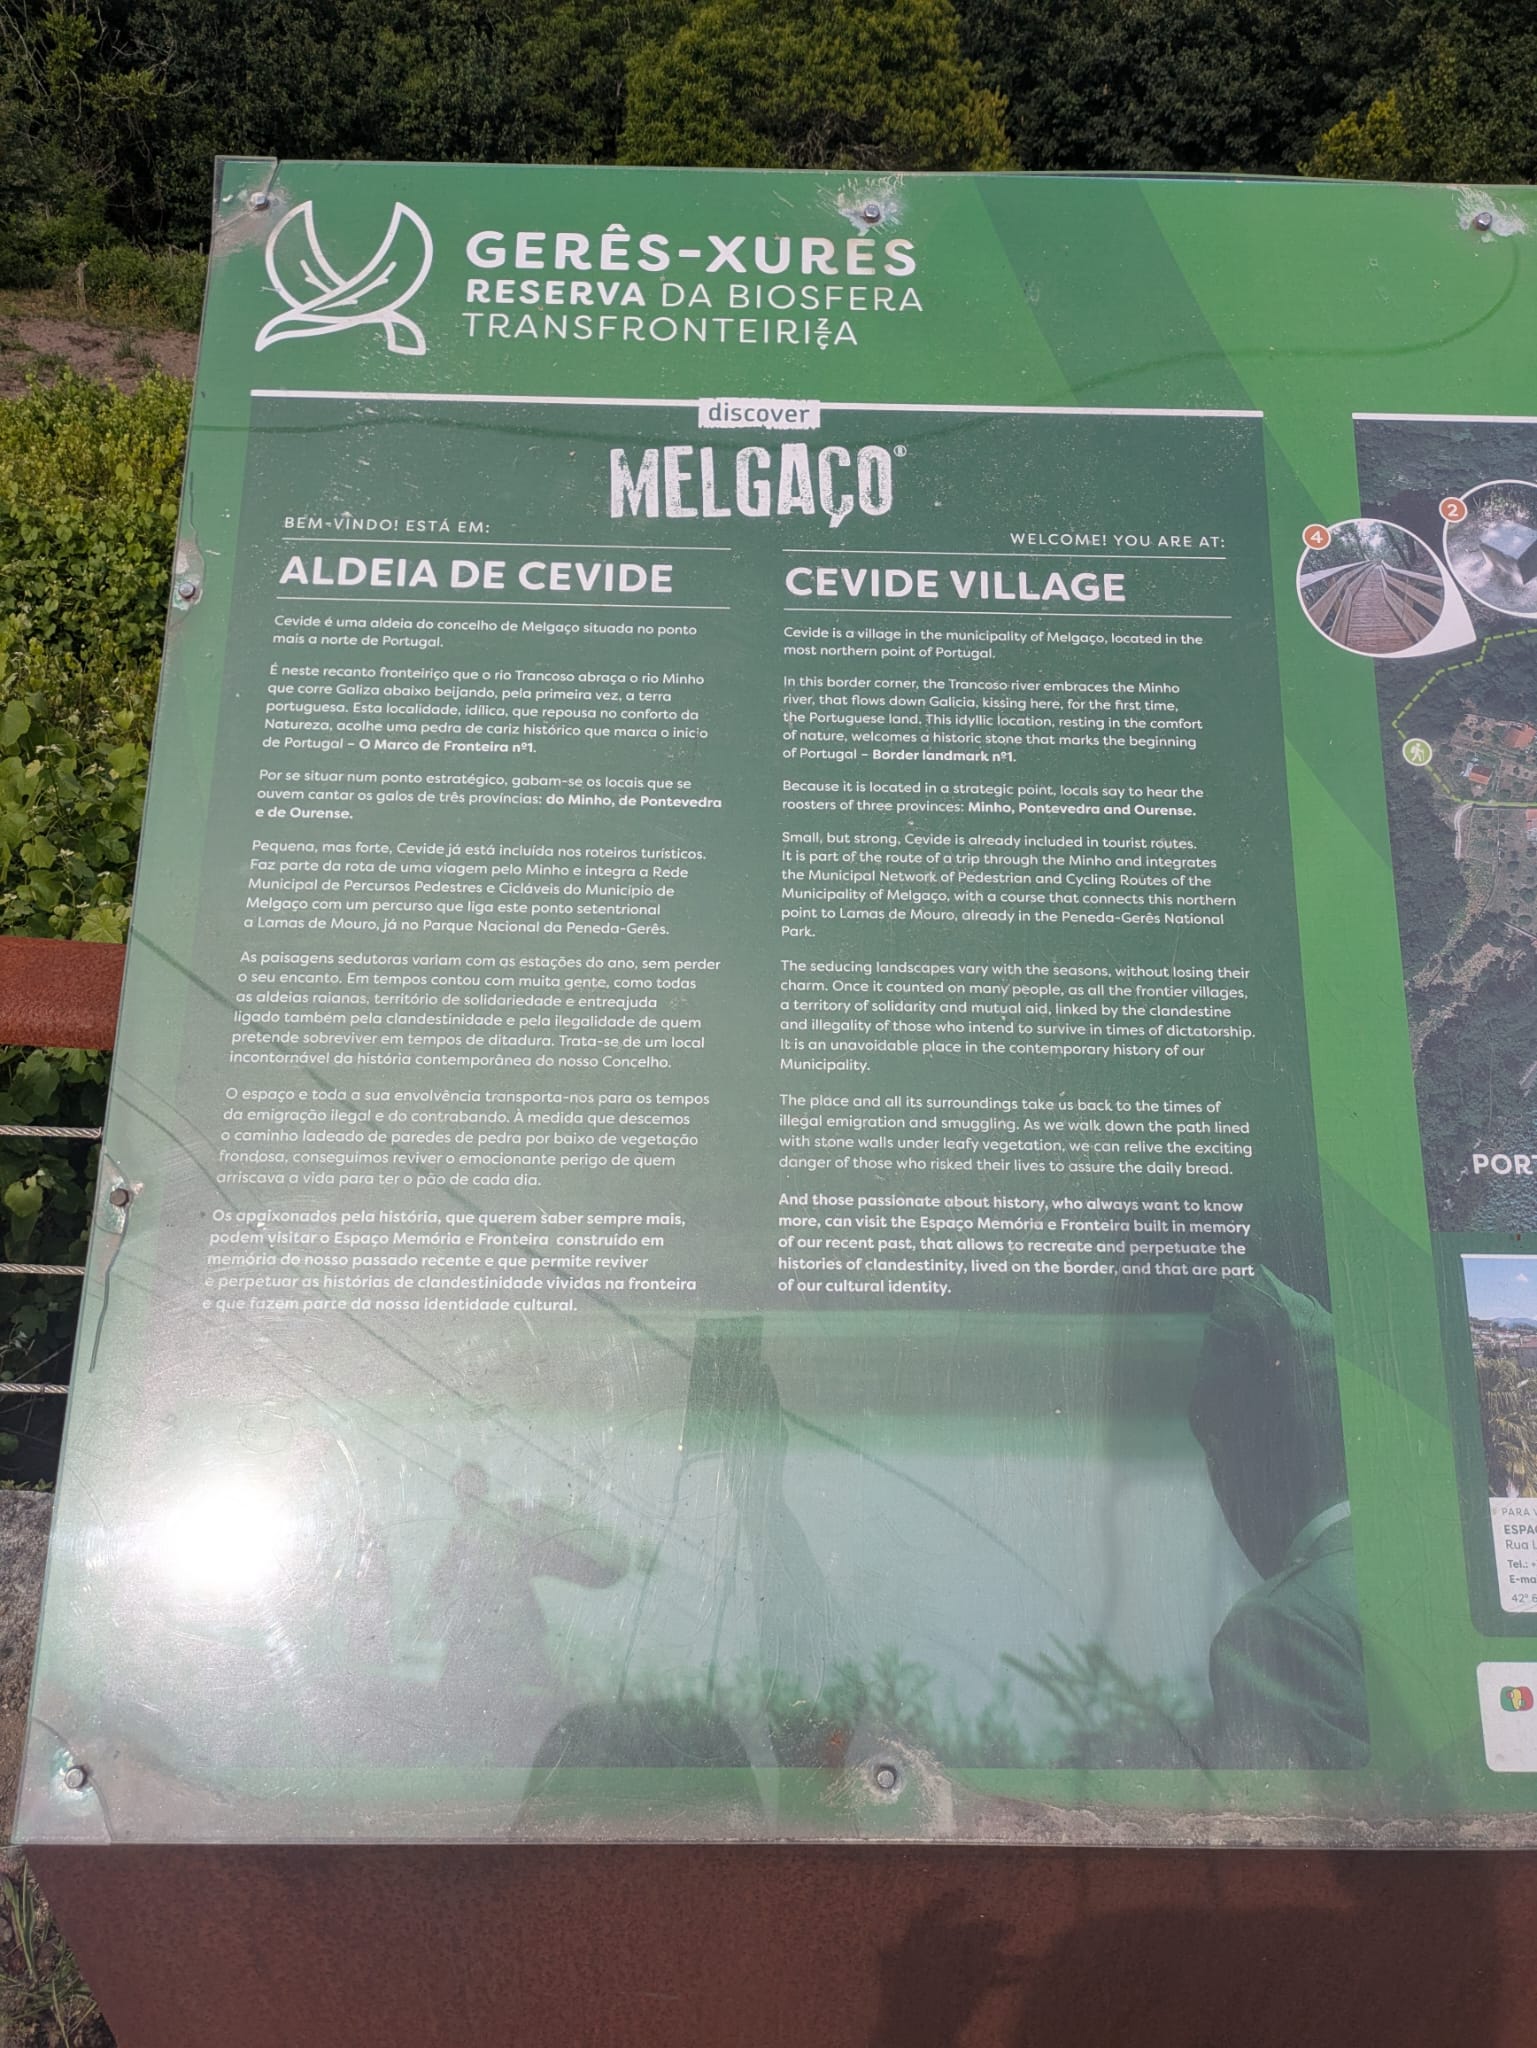 GERÊS-XURES
RESERVA DA BIOSFERA
TRANSFRONTEIRIZÇA
discover
MELGAÇO®
BEM-VINDO! ESTÁ EM:
ALDEIA DE CEVIDE
Cevide é uma aldeia do concelho de Melgaço situada no ponto
mais a norte de Portugal.
É neste recanto fronteiriço que o rio Trancoso abraça o rio Minho
que corre Galiza abaixo beijando, pela primeira vez, a terra
portuguesa. Esta localidade, idílica, que repousa no conforto da
Natureza, acolhe uma pedra de cariz histórico que marca o início
de Portugal – O Marco de Fronteira nº1.
Por se situar num ponto estratégico, gabam-se os locais que se
ouvem cantar os galos de três províncias: do Minho, de Pontevedra
e de Ourense.
Pequena, mas forte, Cevide já está incluída nos roteiros turísticos.
Faz parte da rota de uma viagem pelo Minho e integra a Rede
Municipal de Percursos Pedestres e Cicláveis do Município de
Melgaço com um percurso que liga este ponto setentrional
a Lamas de Mouro, já no Parque Nacional da Peneda-Gerês.
As paisagens sedutoras variam com as estações do ano, sem perder
o seu encanto. Em tempos contou com muita gente, como todas
as aldeias raianas, território de solidariedade e entreajuda
ligado também pela clandestinidade e pela ilegalidade de quem
pretende sobreviver em tempos de ditadura. Trata-se de um local
incontornável da história contemporânea do nosso Concelho.
O espaço e toda a sua envolvência transporta-nos para os tempos
da emigração ilegal e do contrabando. À medida que descemos
o caminho ladeado de paredes de pedra por baixo de vegetação
frondosa, conseguimos reviver o emocionante perigo de quem
arriscava a vida para ter o pão de cada dia.
Os apaixonados pela história, que querem saber sempre mais,
podem visitar o Espaço Memória e Fronteira construído em
memória do nosso passado recente e que permite reviver
e perpetuar as histórias de clandestinidade vividas na fronteira
e que fazem parte da nossa identidade cultural.
WELCOME! YOU ARE AT:
CEVIDE VILLAGE
Cevide is a village in the municipality of Melgaço, located in the
most northern point of Portugal.
In this border corner, the Trancoso river embraces the Minho
river, that flows down Galicia, kissing here, for the first time,
the Portuguese land. This idyllic location, resting in the comfort
of nature, welcomes a historic stone that marks the beginning
of Portugal – Border landmark nº1.
Because it is located in a strategic point, locals say to hear the
roosters of three provinces: Minho, Pontevedra and Ourense.
Small, but strong, Cevide is already included in tourist routes.
It is part of the route of a trip through the Minho and integrates
the Municipal Network of Pedestrian and Cycling Routes of the
Municipality of Melgaço, with a course that connects this northern
point to Lamas de Mouro, already in the Peneda-Gerês National
Park.
The seducing landscapes vary with the seasons, without losing their
charm. Once it counted on many people, as all the frontier villages,
a territory of solidarity and mutual aid, linked by the clandestine
and illegality of those who intend to survive in times of dictatorship.
It is an unavoidable place in the contemporary history of our
Municipality.
The place and all its surroundings take us back to the times of
illegal emigration and smuggling. As we walk down the path lined
with stone walls under leafy vegetation, we can relive the exciting
danger of those who risked their lives to assure the daily bread.
And those passionate about history, who always want to know
more, can visit the Espaço Memória e Fronteira built in memory
of our recent past, that allows to recreate and perpetuate the
histories of clandestinity, lived on the border, and that are part
of our cultural identity.
4
2
PORT
PARA V
ESPA
Rua L
Tel.: +
E-ma
42º